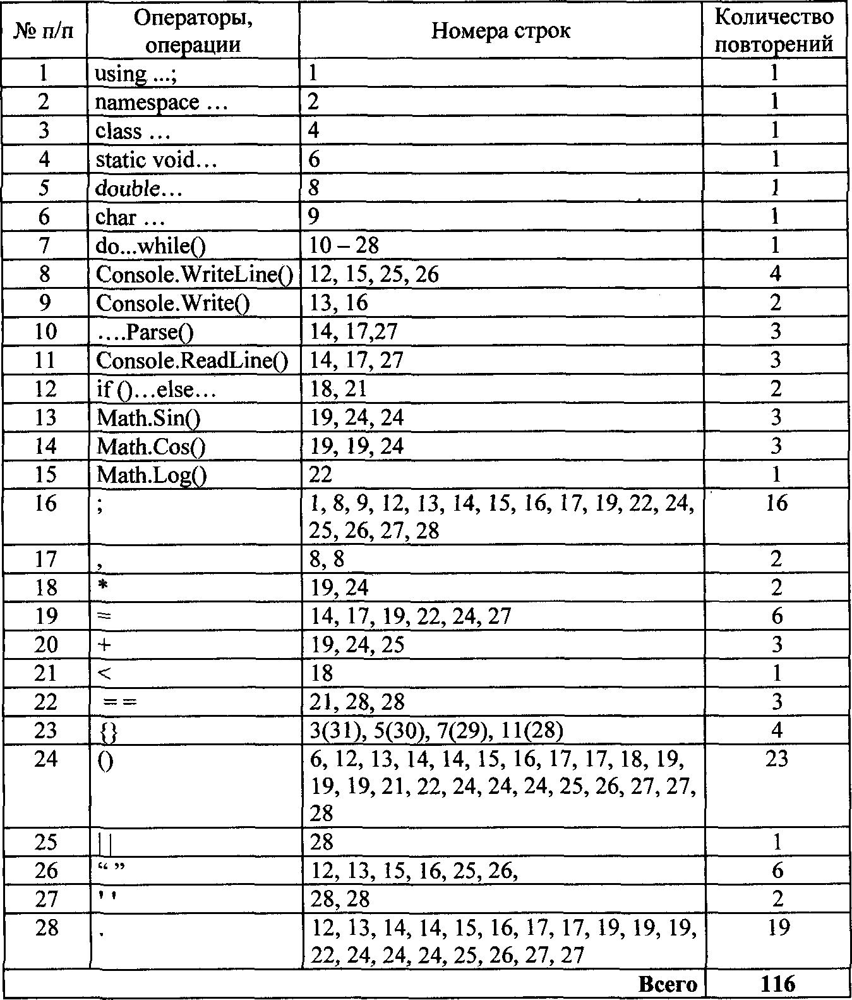 № п/п Операторы, операции Номера строк Количество повторений
1 using ...; 1 1
2 namespace ... 2 1
3 class ... 4 1
4 static void... 6 1
5 double... 8 1
6 char ... 9 1
7 do...while() 10 – 28 1
8 Console.WriteLine() 12, 15, 25, 26 4
9 Console.Write() 13, 16 2
10 ....Parse() 14, 17,27 3
11 Console.ReadLine() 14, 17, 27 3
12 if ()...else... 18, 21 2
13 Math.Sin() 19, 24, 24 3
14 Math.Cos() 19, 19, 24 3
15 Math.Log() 22 1
16 ; 1, 8, 9, 12, 13, 14, 15, 16, 17, 19, 22, 24, 16
25, 26, 27, 28
17 , 8, 8 2
18 * 19, 24 2
19 = 14, 17, 19, 22, 24, 27 6
20 + 19, 24, 25 3
21 < 18 1
22 = = 21, 28, 28 3
23 {} 3(31), 5(30), 7(29), 11(28) 4
24 () 6, 12, 13, 14, 14, 15, 16, 17, 17, 18, 19, 23
19, 19, 21, 22, 24, 24, 24, 25, 26, 27, 27,
28
25 | | 28 1
26 “ ” 12, 13, 15, 16, 25, 26, 6
27 ' ' 28, 28 2
28 . 12, 13, 14, 14, 15, 16, 17, 17, 19, 19, 19, 19
22, 24, 24, 24, 25, 26, 27, 27
Всего 116